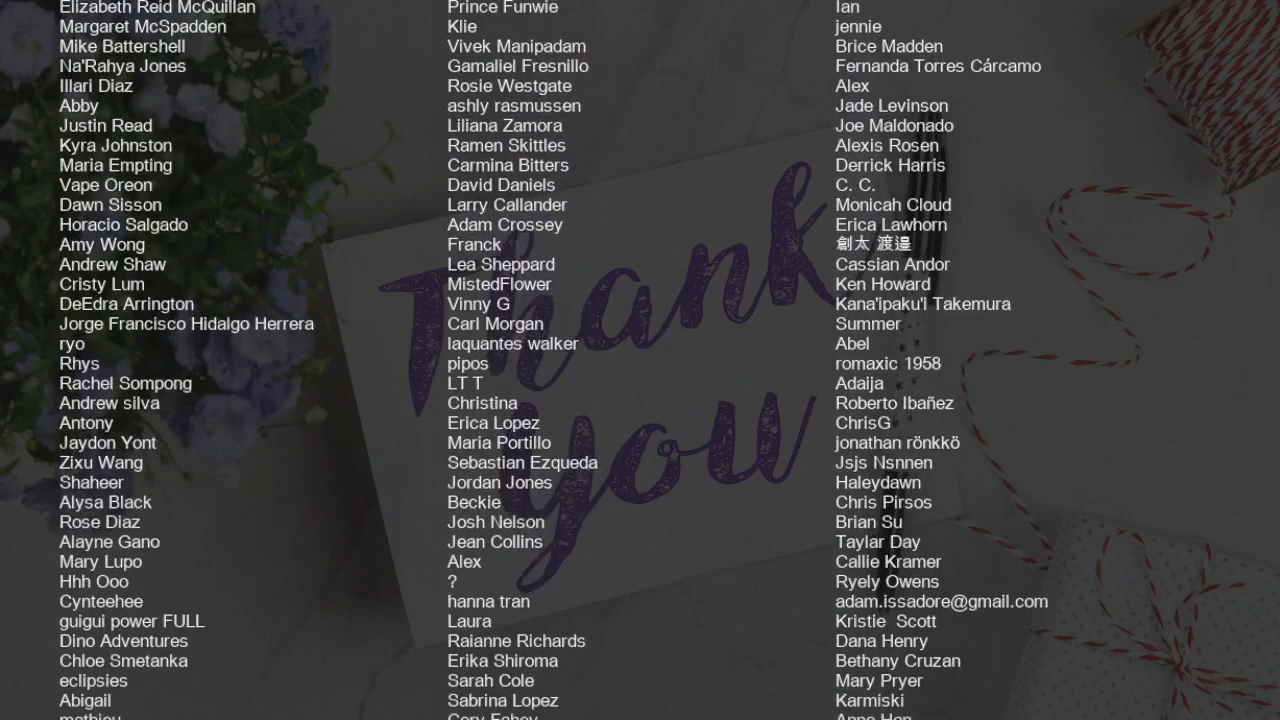 Elizabeth Reid McQuillan
Margaret McSpadden
Mike Battershell
Na'Rahya Jones
Illari Diaz
Abby
Justin Read
Kyra Johnston
Maria Empting
Vape Oreon
Dawn Sisson
Horacio Salgado
Amy Wong
Andrew Shaw
Cristy Lum
DeEdra Arrington
Jorge Francisco Hidalgo Herrera
ryo
Rhys
Rachel Sompong
Andrew silva
Antony
Jaydon Yont
Zixu Wang
Shaheer
Alysa Black
Rose Diaz
Alayne Gano
Mary Lupo
Hhh Ooo
Cynteehee
guigui power FULL
Dino Adventures
Chloe Smetanka
eclipsies
Abigail
mathieu
Prince Funwie
Klie
Vivek Manipadam
Gamaliel Fresnillo
Rosie Westgate
ashly rasmussen
Liliana Zamora
Ramen Skittles
Carmina Bitters
David Daniels
Larry Callander
Adam Crossey
Franck
Lea Sheppard
MistedFlower
Vinny G
Carl Morgan
laquantes walker
pipos
LT T
Christina
Erica Lopez
Maria Portillo
Sebastian Ezqueda
Jordan Jones
Beckie
Josh Nelson
Jean Collins
Alex
?
hanna tran
Laura
Raianne Richards
Erika Shiroma
Sarah Cole
Sabrina Lopez
Cory Fahey
Ian
jennie
Brice Madden
Fernanda Torres Cárcamo
Alex
Jade Levinson
Joe Maldonado
Alexis Rosen
Derrick Harris
C. C.
Monicah Cloud
Erica Lawhorn
創太 渡邉
Cassian Andor
Ken Howard
Kana'ipaku'i Takemura
Summer
Abel
romaxic 1958
Adaija
Roberto Ibañez
ChrisG
jonathan rönkkö
Jsjs Nsnnen
Haleydawn
Chris Pirsos
Brian Su
Taylar Day
Callie Kramer
Ryely Owens
adam.issadore@gmail.com
Kristie  Scott
Dana Henry
Bethany Cruzan
Mary Pryer
Karmiski
Thank
you